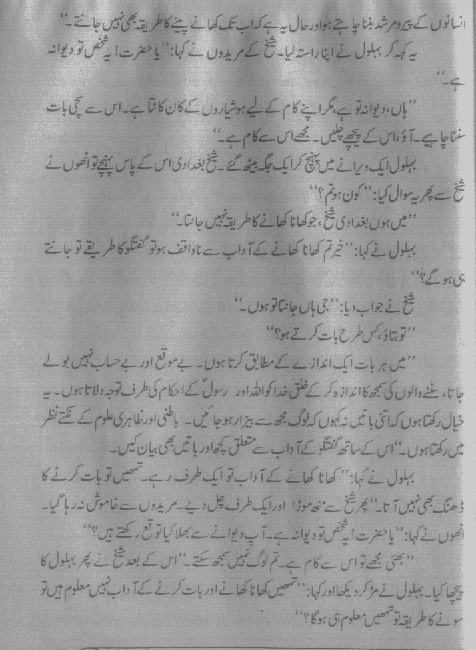 انسانوں کے پیرو مرشد بننا چاہتے ہو اور حال یہ ہے کہ اب تک کھانے پینے کا طریقہ بھی نہیں جانتے۔‘‘
یہ کہہ کر بہلول نے اپنا راستہ لیا۔ شیخ کے مریدوں نے کہا: ’’یا حضرت! یہ شخص تو دیوانہ
ہے۔‘‘
’’ہاں، دیوانہ تو ہے، مگر اپنے کام کے لیے ہوشیاروں کے کان کاٹتا ہے۔ اس سے سچی بات
سننا چاہیے۔ آؤ، اس کے پیچھے چلیں۔ مجھے اس سے کام ہے۔‘‘
بہلول ایک ویرانے میں پہنچ کر ایک جگہ بیٹھ گئے۔ شیخ بغدادی اس کے پاس پہنچے تو انھوں نے
شیخ سے پھر یہ سوال کیا: ’’کون ہو تم؟‘‘
’’میں ہوں بغدادی شیخ، جو کھانا کھانے کا طریقہ نہیں جانتا۔‘‘
بہلول نے کہا: ’’خیر تم کھانا کھانے کے آداب سے ناواقف ہو تو گفتگو کا طریقے تو جانتے
ہی ہو گے؟‘‘
شیخ نے جواب دیا: ’’جی ہاں جانتا تو ہوں۔‘‘
’’تو بتاؤ، کس طرح بات کرتے ہو؟‘‘
’’میں ہر بات ایک اندازے کے مطابق کرتا ہوں۔ بے موقع اور بے حساب نہیں بولے
جاتا، سننے والوں کی سمجھ کا اندازہ کر کے خلق خدا کو اللہ اور رسولؐ کے احکام کی طرف توجہ دلاتا ہوں۔ یہ
خیال رکھتا ہوں کہ اتنی باتیں نہ کہوں کہ لوگ مجھ سے بیزار ہو جائیں۔ باطنی اور ظاہری علوم کے نکتے نظر
میں رکھتا ہوں۔‘‘ اس کے ساتھ گفتگو کے آداب سے متعلق کچھ اور باتیں بھی بیان کیں۔
بہلول نے کہا: ’’کھانا کھانے کے آداب تو ایک طرف رہے۔ تمھیں تو بات کرنے کا
ڈھنگ بھی نہیں آتا۔‘‘ پھر شیخ سے منھ موڑا اور ایک طرف چل دیے۔ مریدوں سے خاموش نہ رہا گیا۔
انھوں نے کہا: ’’یا حضرت! یہ شخص تو دیوانہ ہے۔ آپ دیوانے سے بھلا کیا توقع رکھتے ہیں؟‘‘
’’بھئی مجھے تو اس سے کام ہے۔ تم لوگ نہیں سمجھ سکتے۔‘‘ اس کے بعد شیخ نے پھر بہلول کا
پیچھا کیا۔ بہلول نے مڑ کر دیکھا اور کہا: ’’تمھیں کھانا کھانے اور بات کرنے کے آداب نہیں معلوم ہیں تو
سونے کا طریقہ تو تمھیں معلوم ہی ہو گا؟‘‘